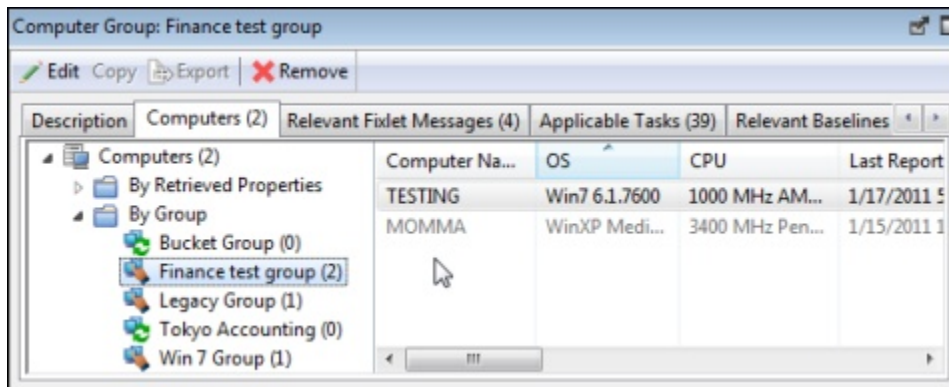 Computer Group: Finance test group
Edit Copy Export Remove
Description Computers (2) Relevant Fixlet Messages (4) Applicable Tasks (39) Relevant Baselines
Computers (2)
By Retrieved Properties
By Group
Bucket Group (0)
Finance test group (2)
Legacy Group (1)
Tokyo Accounting (0)
Win 7 Group (1)
Computer Na... OS CPU Last Report
TESTING Win7 6.1.7600 1000 MHz AM... 1/17/2011 5
MOMMA WinXP Medi... 3400 MHz Pen... 1/15/2011 1